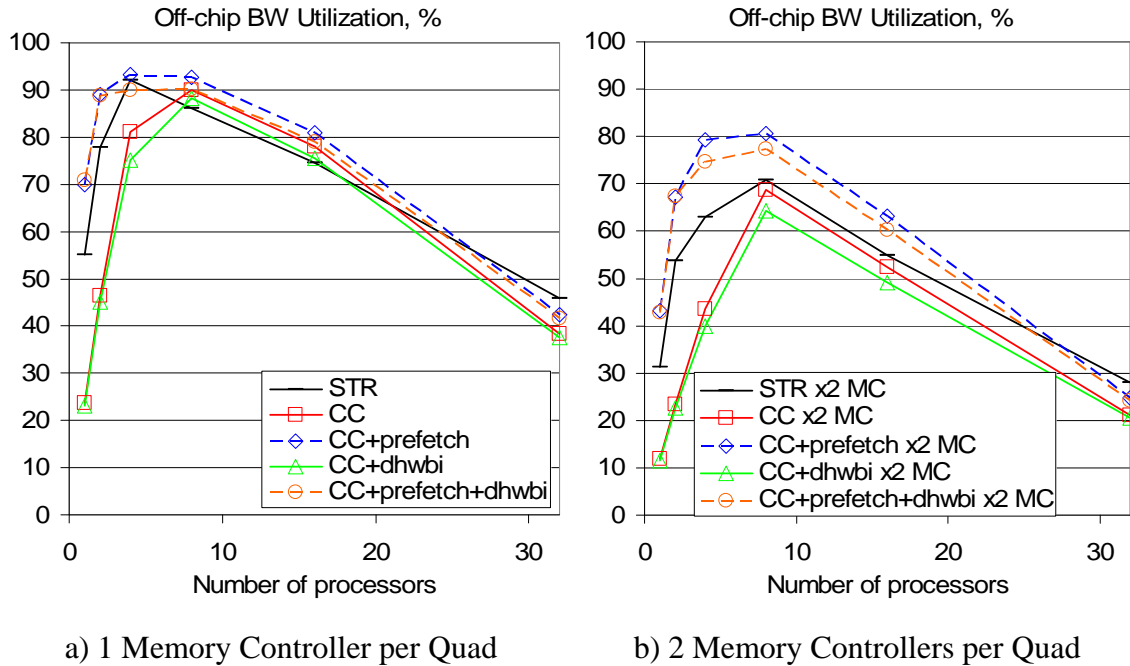 Off-chip BW Utilization, %
100
90
80
70
60
50
40
30
20
10
0
0
10
20
30
Number of processors
STR
CC
CC+prefetch
CC+dhwbi
CC+prefetch+dhwbi
a) 1 Memory Controller per Quad
Off-chip BW Utilization, %
100
90
80
70
60
50
40
30
20
10
0
0
10
20
30
Number of processors
STR x2 MC
CC x2 MC
CC+prefetch x2 MC
CC+dhwbi x2 MC
CC+prefetch+dhwbi x2 MC
b) 2 Memory Controllers per Quad